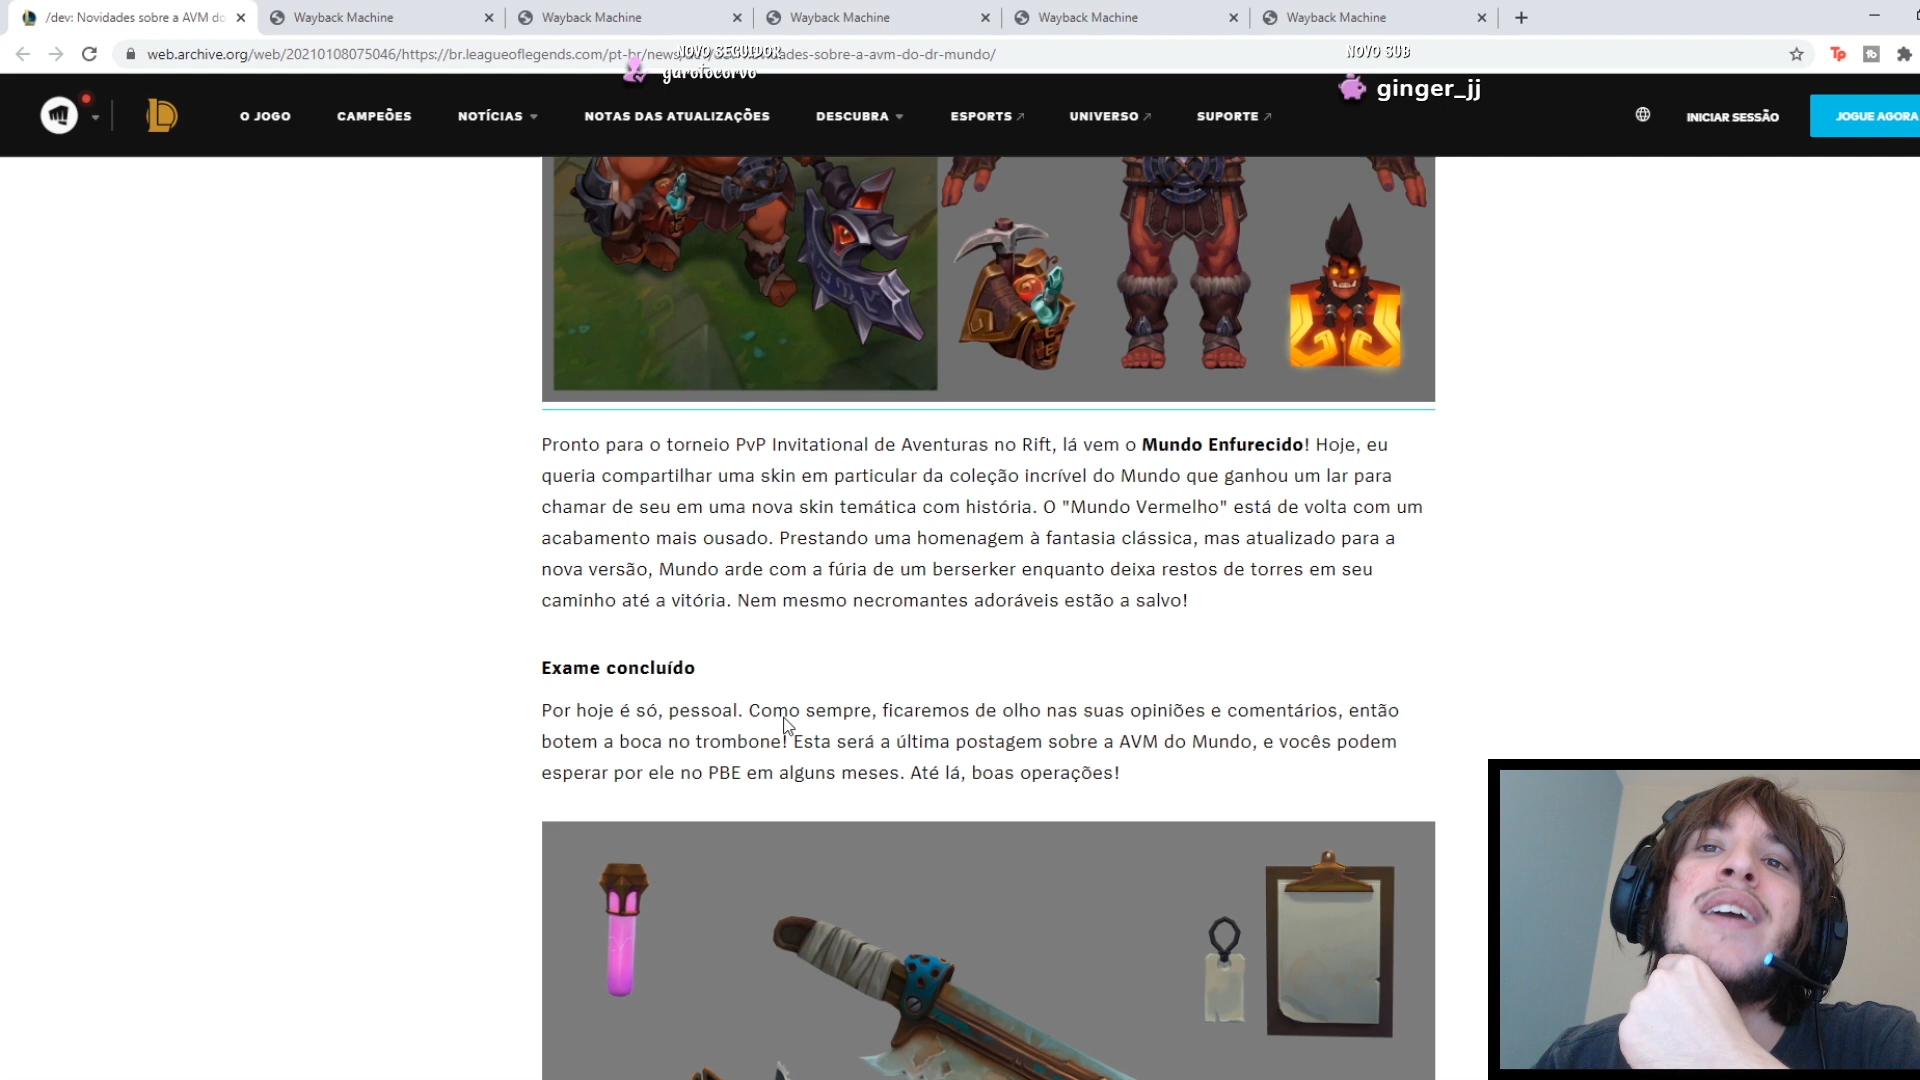 /dev: Novidades sobre a AVM do
Wayback Machine
Wayback Machine
Wayback Machine
Wayback Machine
Wayback Machine
web.archive.org/web/20210108075046/https://br.leagueoflegends.com/pt-br/news/
ades-sobre-a-avm-do-dr-mundo/
NOVO SEGUIDOR
garotocorvo
NOVO SUB
ginger_jj
O JOGO
CAMPEÕES
NOTÍCIAS
NOTAS DAS ATUALIZAÇÕES
DESCUBRA
ESPORTS
UNIVERSO
SUPORTE
INICIAR SESSÃO
JOGUE AGORA
Pronto para o torneio PvP Invitational de Aventuras no Rift, lá vem o Mundo Enfurecido! Hoje, eu
queria compartilhar uma skin em particular da coleção incrível do Mundo que ganhou um lar para
chamar de seu em uma nova skin temática com história. O "Mundo Vermelho" está de volta com um
acabamento mais ousado. Prestando uma homenagem à fantasia clássica, mas atualizado para a
nova versão, Mundo arde com a fúria de um berserker enquanto deixa restos de torres em seu
caminho até a vitória. Nem mesmo necromantes adoráveis estão a salvo!
Exame concluído
Por hoje é só, pessoal. Como sempre, ficaremos de olho nas suas opiniões e comentários, então
botem a boca no trombone! Esta será a última postagem sobre a AVM do Mundo, e vocês podem
esperar por ele no PBE em alguns meses. Até lá, boas operações!